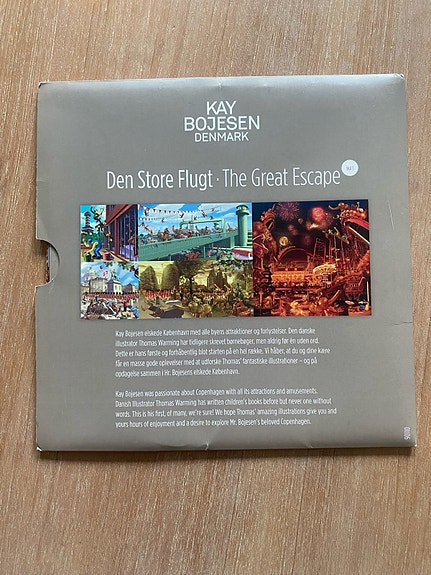 KAY
BOJESEN
DENMARK
Den Store Flugt · The Great Escape
Kay Bojesen elskede København med alle byens attraktioner og forlystelser. Den danske
illustrator Thomas Warming har tidligere skrevet børnebøger, men aldrig før én uden ord.
Dette er hans første og forhåbentlig blot starten på en hel række. Vi håber, at du og dine kære
får en masse gode oplevelser med at udforske Thomas' fantastiske illustrationer – og på
opdagelse sammen i Hr. Bojesens elskede København.
Kay Bojesen was passionate about Copenhagen with all its attractions and amusements.
Danish Illustrator Thomas Warming has written children's books before but never one without
words. This is his first, of many, we're sure! We hope Thomas' amazing illustrations give you and
yours hours of enjoyment and a desire to explore Mr. Bojesen's beloved Copenhagen.